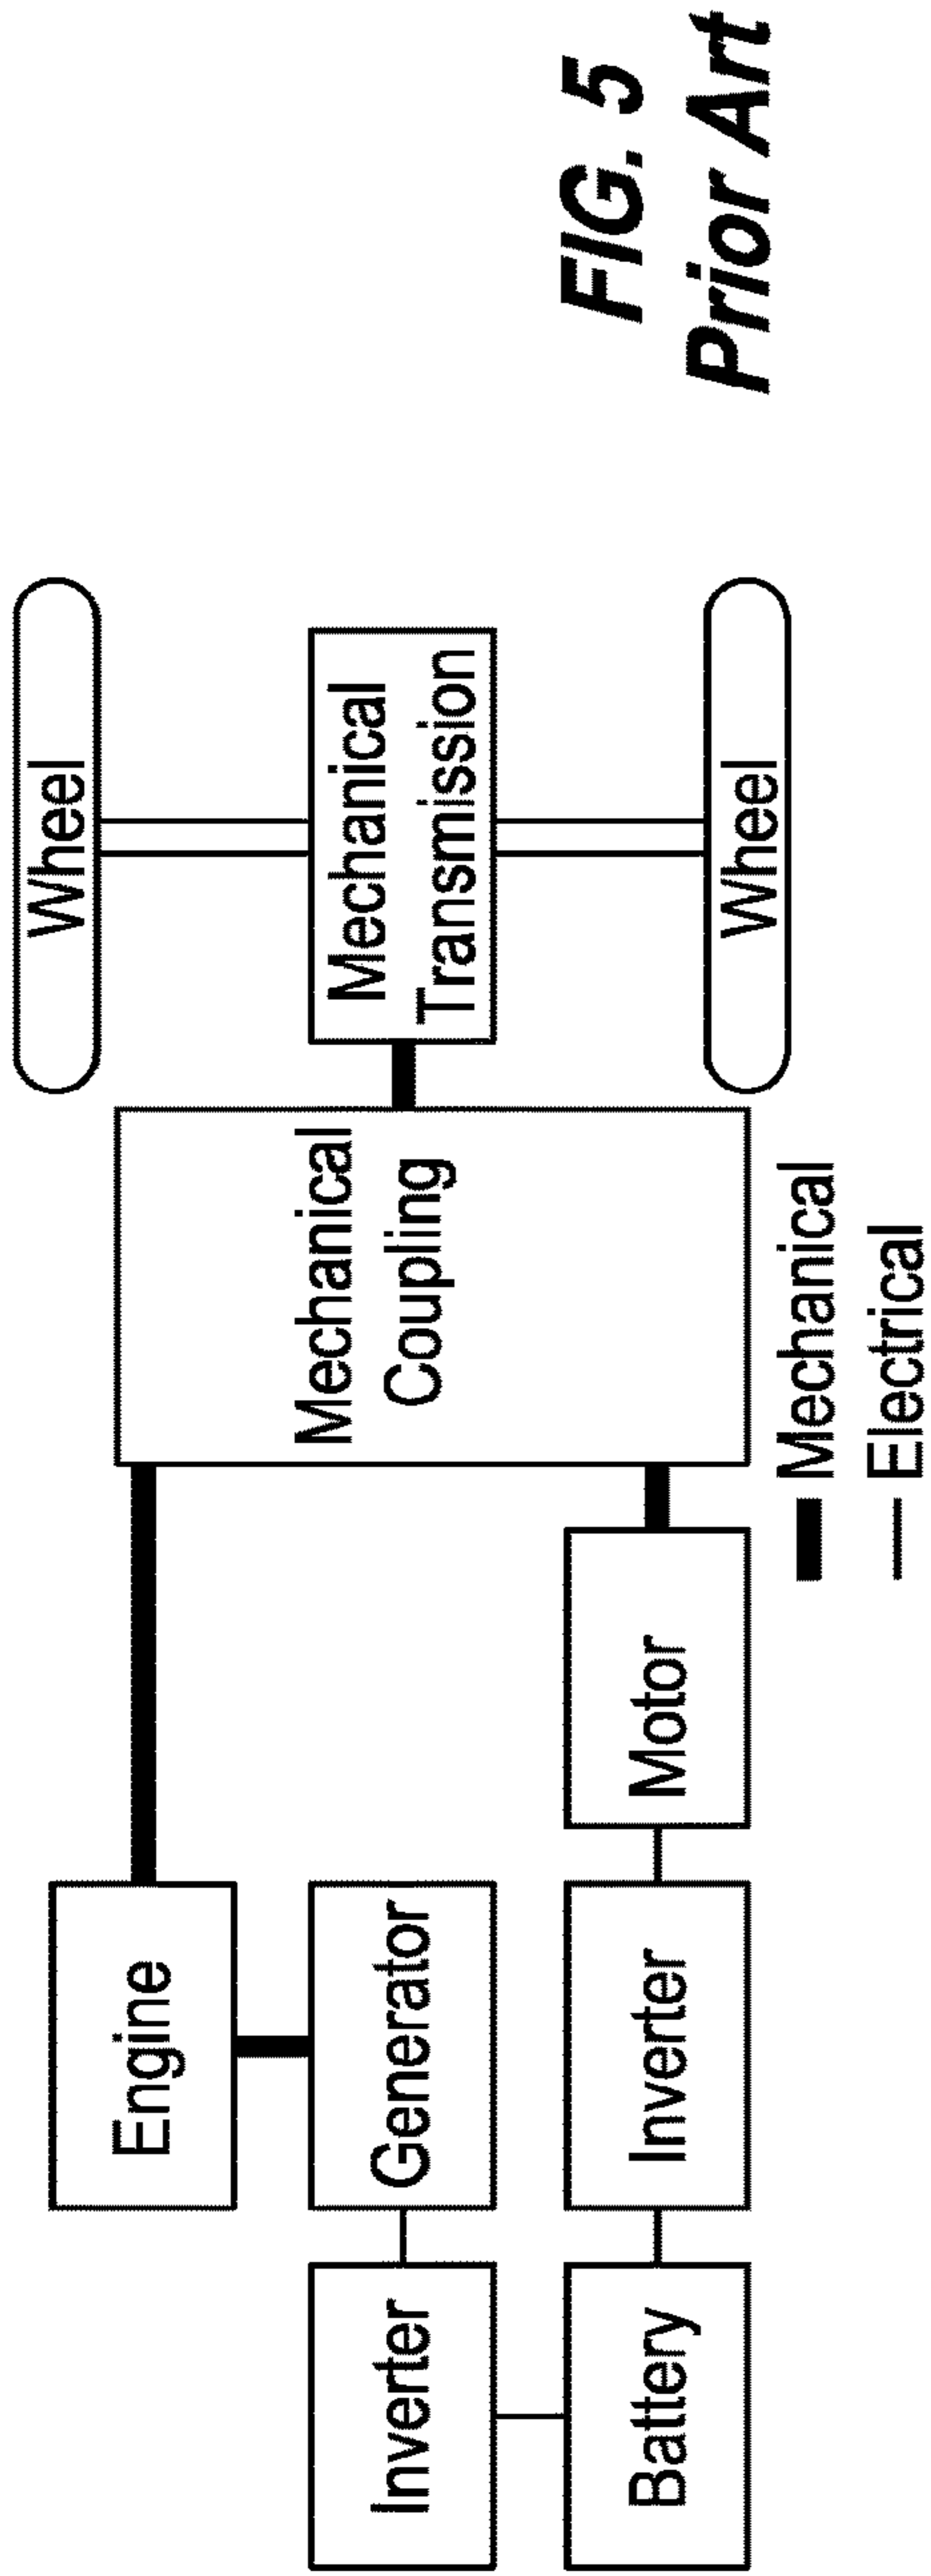 Wheel
Engine
Mechanical
Coupling
Mechanical
Transmission
Inverter
Generator
Battery
Inverter
Motor
Wheel
Mechanical
Electrical
FIG. 5
Prior Art